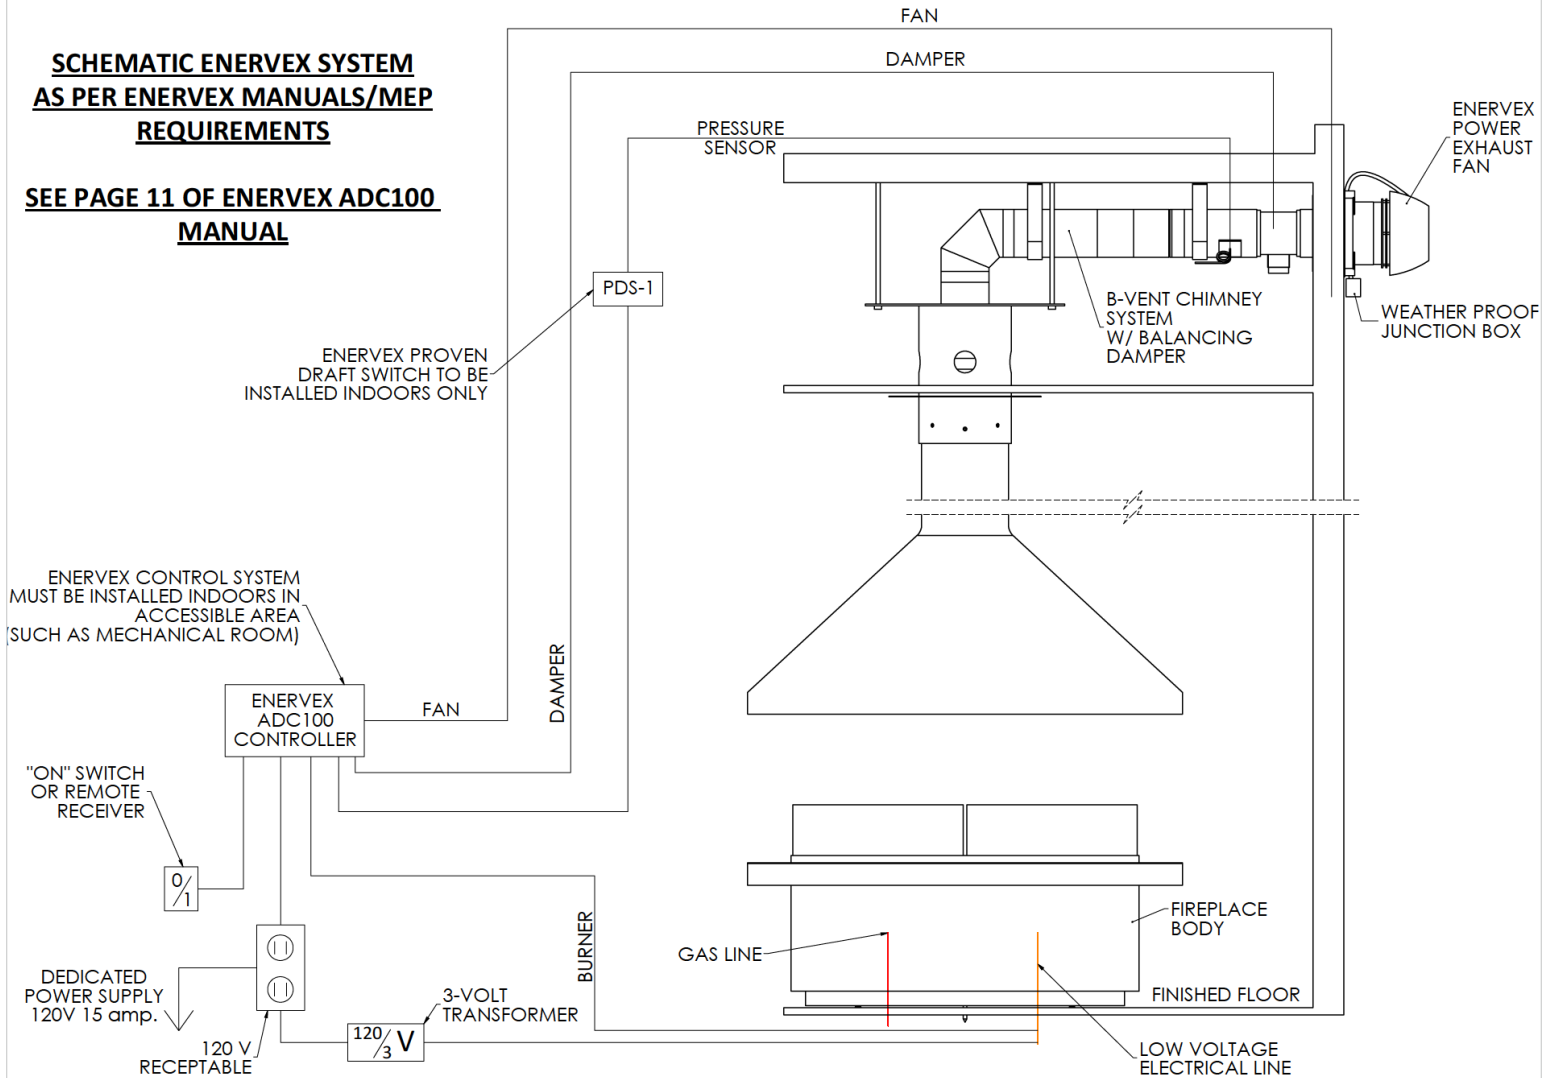 SCHEMATIC ENERVEX SYSTEM
AS PER ENERVEX MANUALS/MEP
REQUIREMENTS
SEE PAGE 11 OF ENERVEX ADC100
MANUAL
FAN
DAMPER
PRESSURE
SENSOR
ENERVEX
POWER
EXHAUST
FAN
PDS-1
B-VENT CHIMNEY
SYSTEM
W/ BALANCING
DAMPER
WEATHER PROOF
JUNCTION BOX
ENERVEX PROVEN
DRAFT SWITCH TO BE
INSTALLED INDOORS ONLY
ENERVEX CONTROL SYSTEM
MUST BE INSTALLED INDOORS IN
ACCESSIBLE AREA
(SUCH AS MECHANICAL ROOM)
ENERVEX
ADC100
CONTROLLER
FAN
DAMPER
"ON" SWITCH
OR REMOTE
RECEIVER
0/1
BURNER
GAS LINE
FIREPLACE
BODY
FINISHED FLOOR
DEDICATED
POWER SUPPLY
120V 15 amp.
3-VOLT
TRANSFORMER
120/3 V
120 V
RECEPTABLE
LOW VOLTAGE
ELECTRICAL LINE